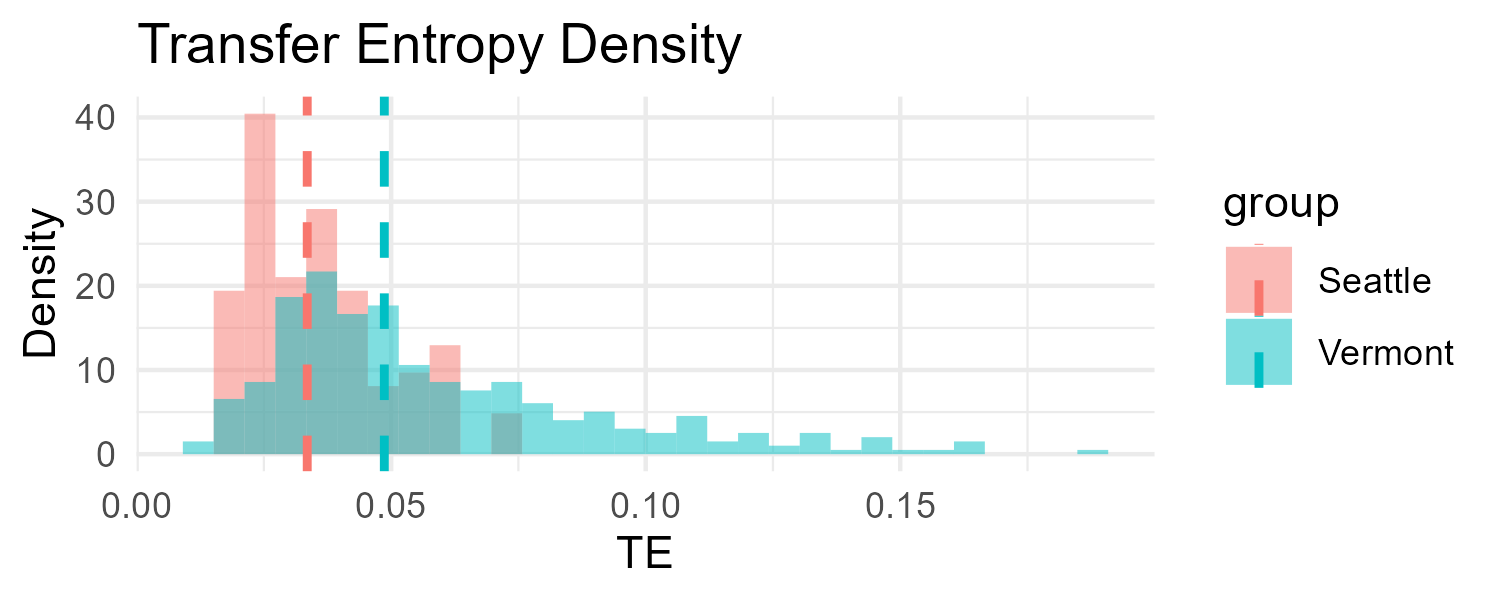 Transfer Entropy Density
40
30
20
10
0
Density
0.00 0.05 0.10 0.15
TE
group
Seattle
Vermont